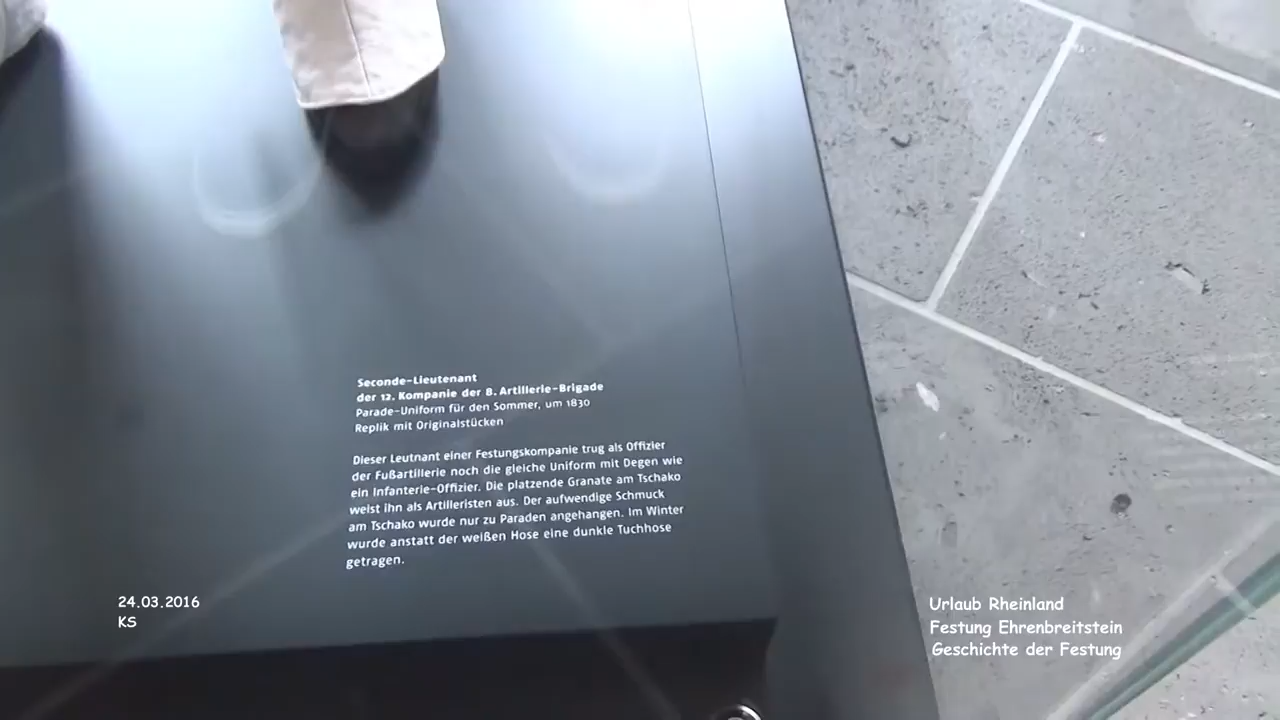 Seconde-Lieutenant
der 12. Kompanie der 8. Artillerie-Brigade
Parade-Uniform für den Sommer, um 1830
Replik mit Originalstücken
Dieser Leutnant einer Festungskompanie trug als Offizier
der Fußartillerie noch die gleiche Uniform mit Degen wie
ein Infanterie-Offizier. Die platzende Granate am Tschako
weist ihn als Artilleristen aus. Der aufwendige Schmuck
am Tschako wurde nur zu Paraden angehangen. Im Winter
wurde anstatt der weißen Hose eine dunkle Tuchhose
getragen.
24.03.2016
KS
Urlaub Rheinland
Festung Ehrenbreitstein
Geschichte der Festung